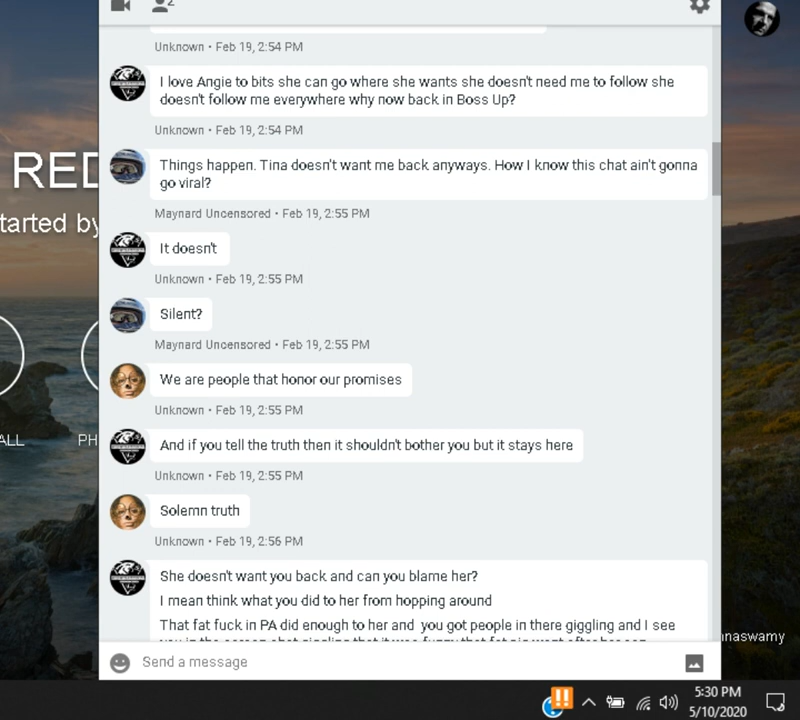 2
Unknown • Feb 19, 2:54 PM
I love Angie to bits she can go where she wants she doesn't need me to follow she
doesn't follow me everywhere why now back in Boss Up?
Unknown • Feb 19, 2:54 PM
Things happen. Tina doesn't want me back anyways. How I know this chat ain't gonna
go viral?
Maynard Uncensored • Feb 19, 2:55 PM
It doesn't
Unknown • Feb 19, 2:55 PM
Silent?
Maynard Uncensored • Feb 19, 2:55 PM
We are people that honor our promises
Unknown • Feb 19, 2:55 PM
And if you tell the truth then it shouldn't bother you but it stays here
Unknown • Feb 19, 2:55 PM
Solemn truth
Unknown • Feb 19, 2:56 PM
She doesn't want you back and can you blame her?
I mean think what you did to her from hopping around
That fat fuck in PA did enough to her and you got people in there giggling and I see
Send a message
RED
tarted by
ALL
PH
naswamy
5:30 PM
5/10/2020